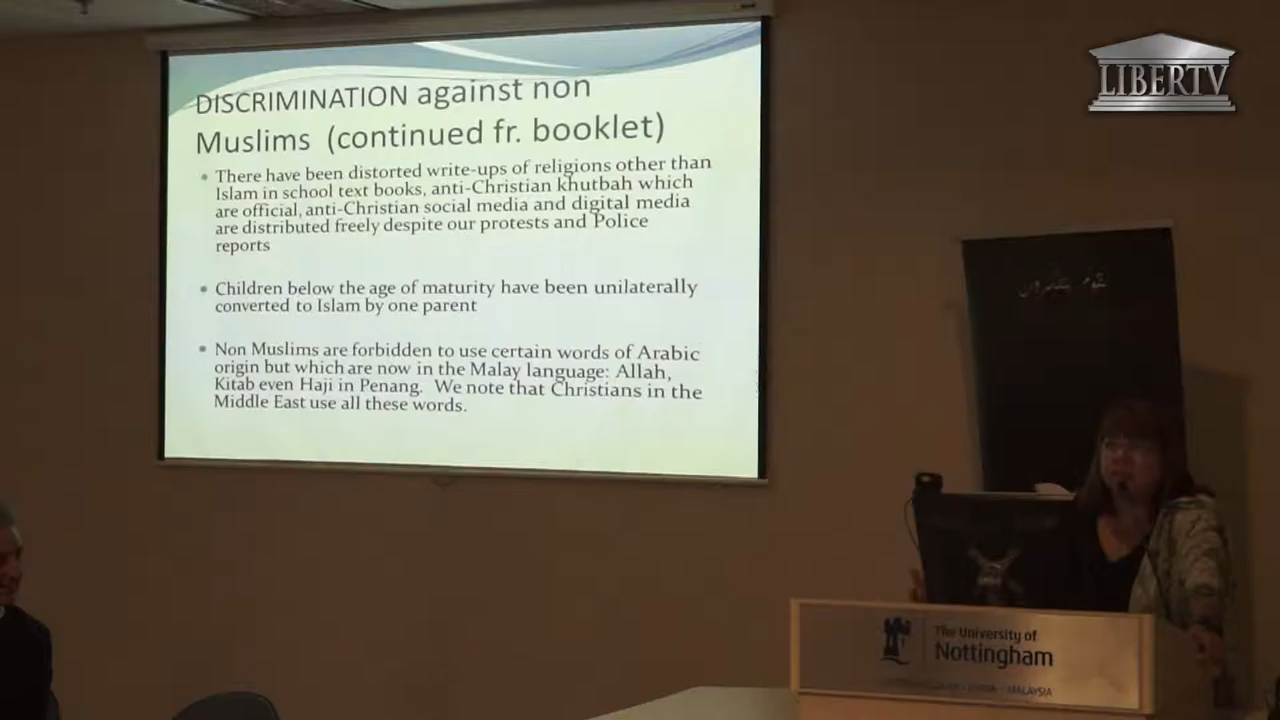 LIBERTV
DISCRIMINATION against non
Muslims (continued fr. booklet)
There have been distorted write-ups of religions other than
Islam in school text books, anti-Christian khutbah which
are official, anti-Christian social media and digital media
are distributed freely despite our protests and Police
reports
Children below the age of maturity have been unilaterally
converted to Islam by one parent
Non Muslims are forbidden to use certain words of Arabic
origin but which are now in the Malay language: Allah,
Kitab even Haji in Penang. We note that Christians in the
Middle East use all these words.
The University of
Nottingham
MALAYSIA